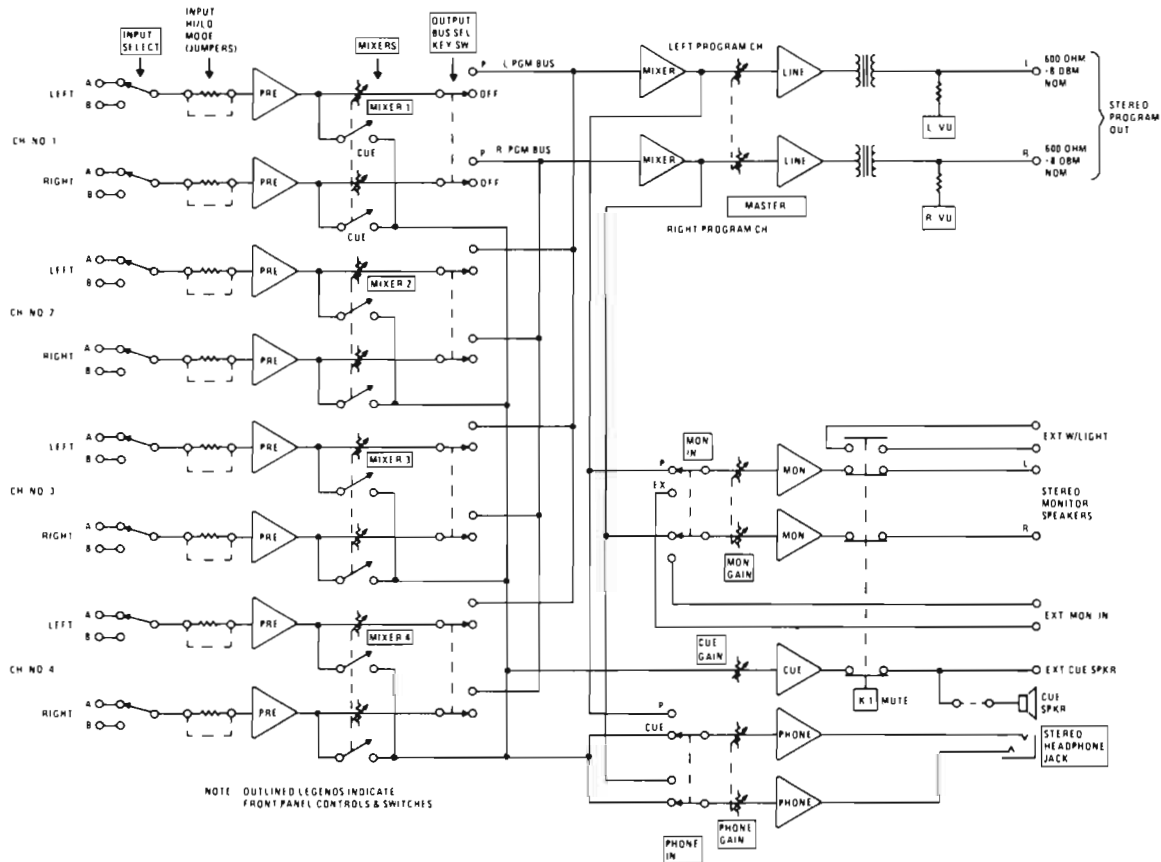 INPUT
SELECT
INPUT
HI/LO
MODE
(JUMPERS)
MIXERS
OUTPUT
BUS SEL
KEY SW
CH NO 1
LEFT
A
B
PRE
MIXER 1
CUE
P
L PGM BUS
OFF
RIGHT
A
B
PRE
CUE
P
R PGM BUS
OFF
CH NO 2
LEFT
A
B
PRE
MIXER 2
RIGHT
A
B
PRE
CH NO 3
LEFT
A
B
PRE
MIXER 3
RIGHT
A
B
PRE
CH NO 4
LEFT
A
B
PRE
MIXER 4
RIGHT
A
B
PRE
NOTE OUTLINED LEGENDS INDICATE
FRONT PANEL CONTROLS & SWITCHES
LEFT PROGRAM CH
MIXER
LINE
L
600 OHM
-8 DBM
NOM
L VU
STEREO
PROGRAM
OUT
MIXER
LINE
R
600 OHM
-8 DBM
NOM
R VU
MASTER
RIGHT PROGRAM CH
MON
IN
P
EX
MON
MON
MON
GAIN
EXT W/LIGHT
L
STEREO
MONITOR
SPEAKERS
R
EXT MON IN
CUE
GAIN
CUE
EXT CUE SPKR
K1
MUTE
CUE
SPKR
P
CUE
PHONE
PHONE
STEREO
HEADPHONE
JACK
PHONE
GAIN
PHONE
IN